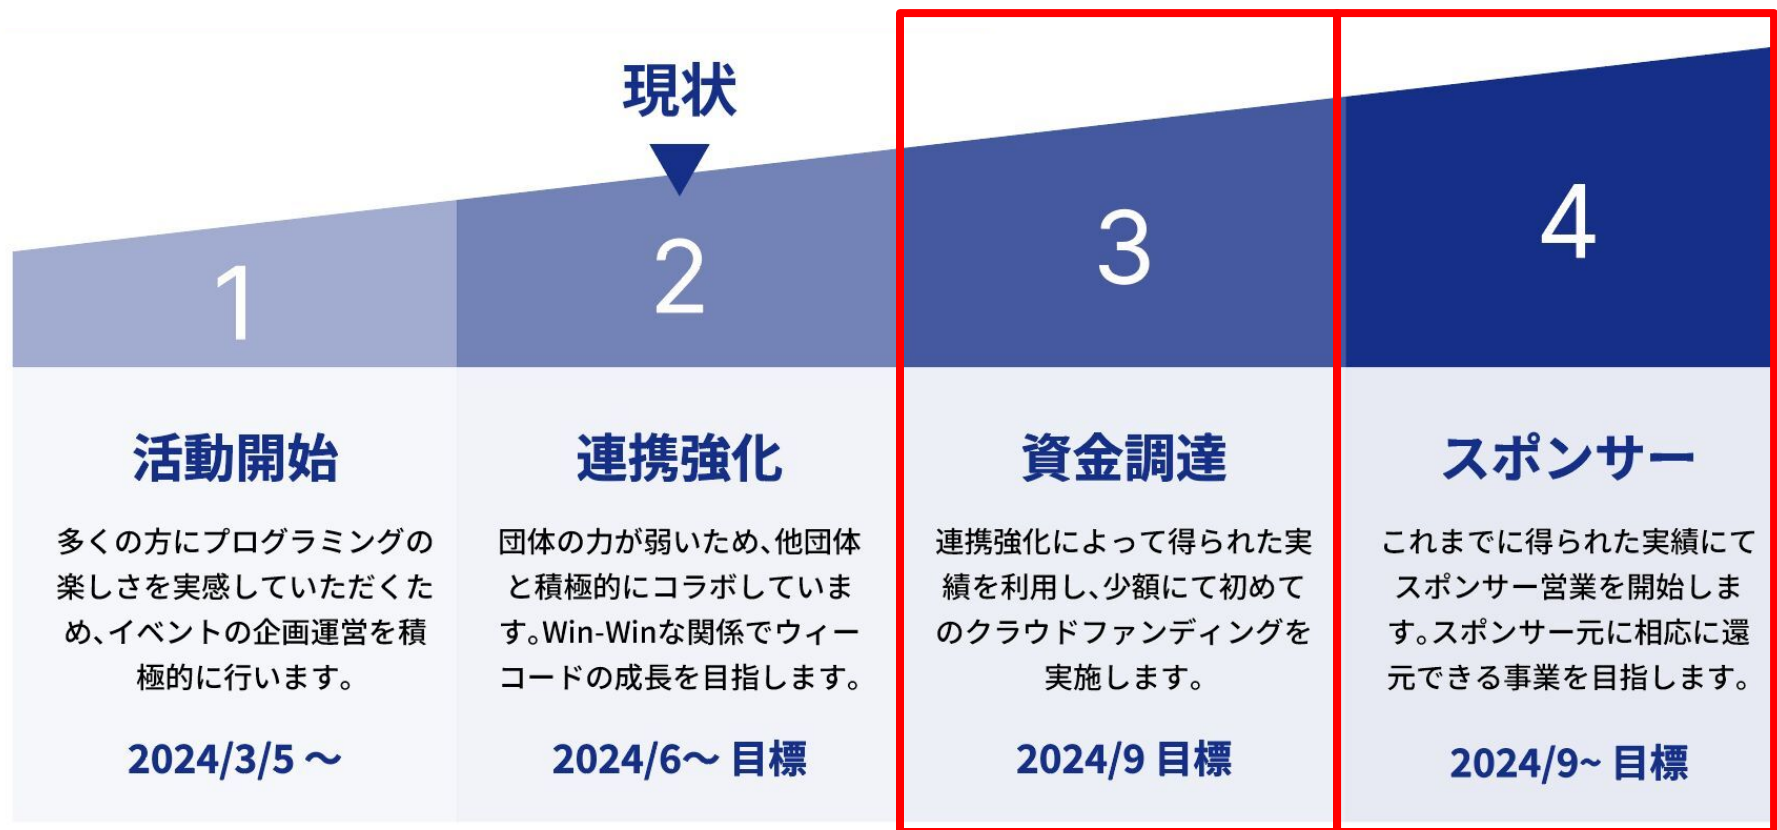 現状
1
活動開始
多くの方にプログラミングの
楽しさを実感していただくた
め、イベントの企画運営を積
極的に行います。
2024/3/5 〜
2
連携強化
団体の力が弱いため、他団体
と積極的にコラボしていま
す。Win-Winな関係でウィー
コードの成長を目指します。
2024/6〜 目標
3
資金調達
連携強化によって得られた実
績を利用し、少額にて初めて
のクラウドファンディングを
実施します。
2024/9 目標
4
スポンサー
これまでに得られた実績にて
スポンサー営業を開始しま
す。スポンサー元に相応に還
元できる事業を目指します。
2024/9~ 目標